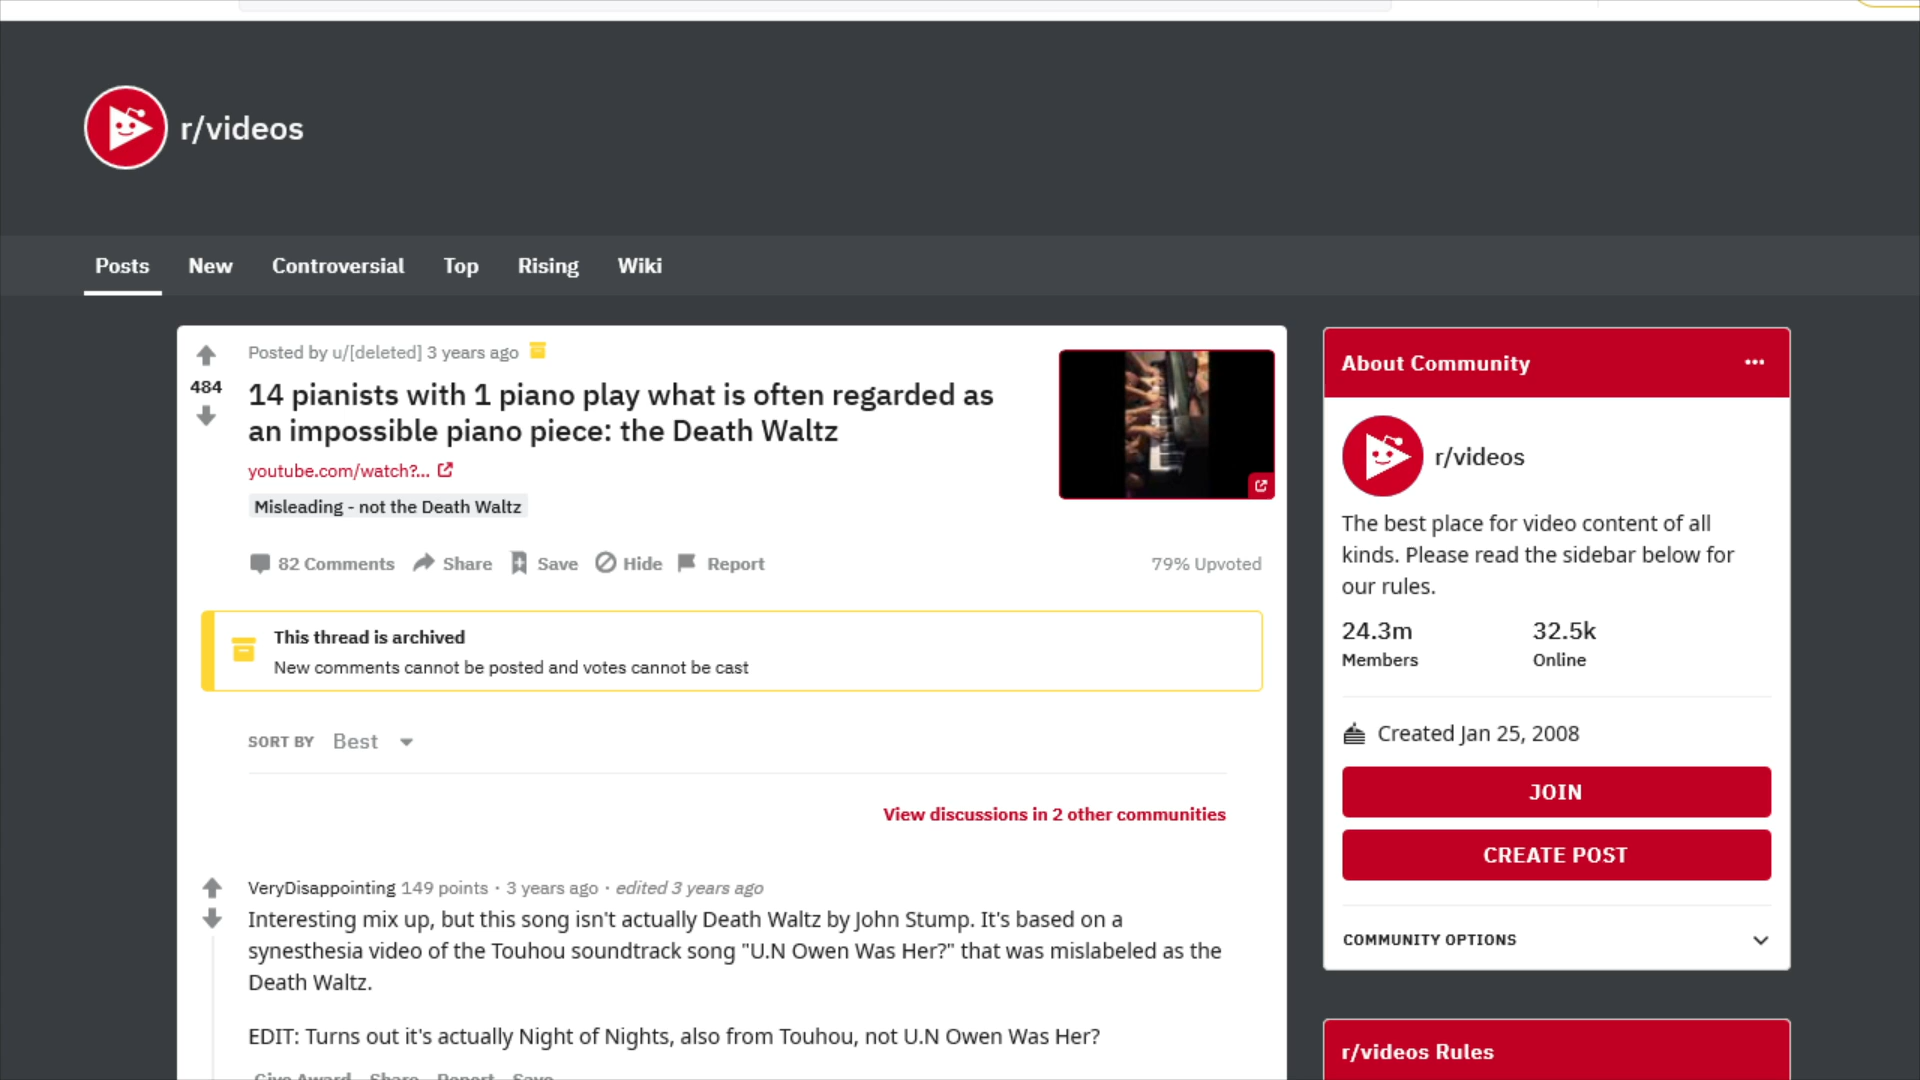 r/videos
Posts New Controversial Top Rising Wiki
Posted by u/[deleted] 3 years ago
484
14 pianists with 1 piano play what is often regarded as
an impossible piano piece: the Death Waltz
youtube.com/watch?...
Misleading - not the Death Waltz
82 Comments Share Save Hide Report
79% Upvoted
This thread is archived
New comments cannot be posted and votes cannot be cast
SORT BY Best
View discussions in 2 other communities
VeryDisappointing 149 points · 3 years ago · edited 3 years ago
Interesting mix up, but this song isn't actually Death Waltz by John Stump. It's based on a
synesthesia video of the Touhou soundtrack song "U.N Owen Was Her?" that was mislabeled as the
Death Waltz.
EDIT: Turns out it's actually Night of Nights, also from Touhou, not U.N Owen Was Her?
Give Award Share Report Save
About Community
r/videos
The best place for video content of all
kinds. Please read the sidebar below for
our rules.
24.3m 32.5k
Members Online
Created Jan 25, 2008
JOIN
CREATE POST
COMMUNITY OPTIONS
r/videos Rules